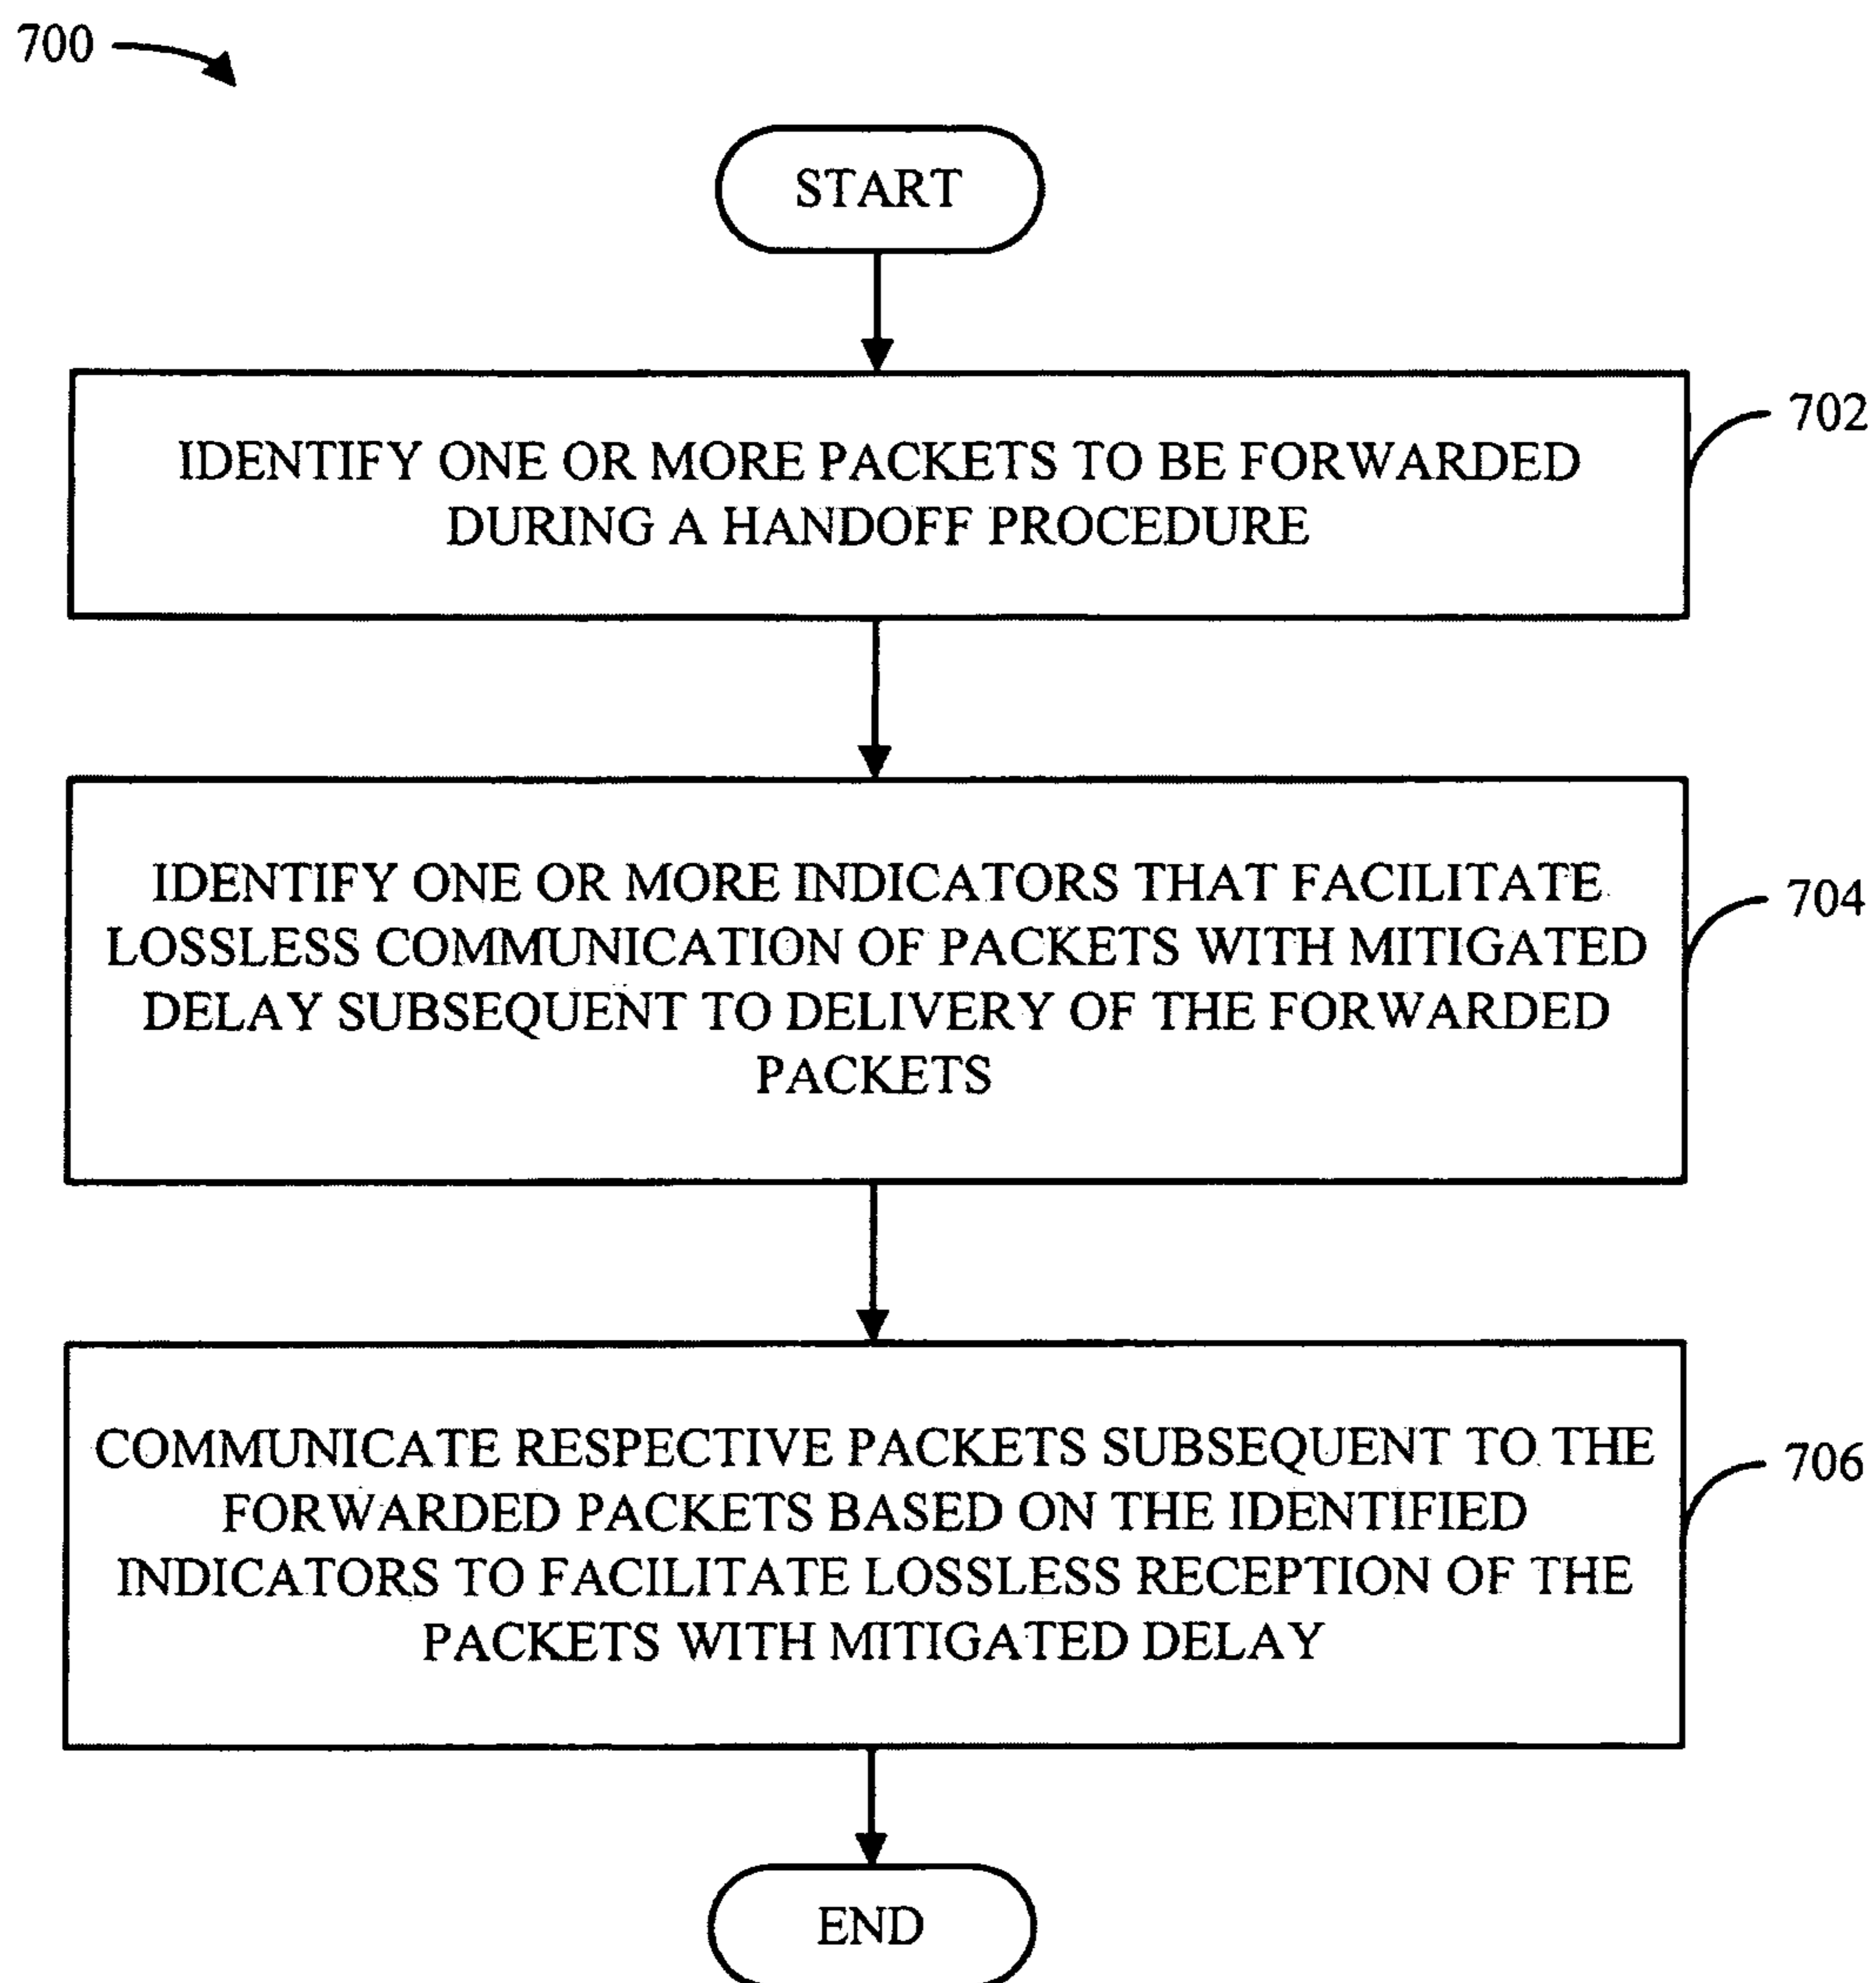 700
START
IDENTIFY ONE OR MORE PACKETS TO BE FORWARDED
DURING A HANDOFF PROCEDURE
702
IDENTIFY ONE OR MORE INDICATORS THAT FACILITATE
LOSSLESS COMMUNICATION OF PACKETS WITH MITIGATED
DELAY SUBSEQUENT TO DELIVERY OF THE FORWARDED
PACKETS
704
COMMUNICATE RESPECTIVE PACKETS SUBSEQUENT TO THE
FORWARDED PACKETS BASED ON THE IDENTIFIED
INDICATORS TO FACILITATE LOSSLESS RECEPTION OF THE
PACKETS WITH MITIGATED DELAY
706
END